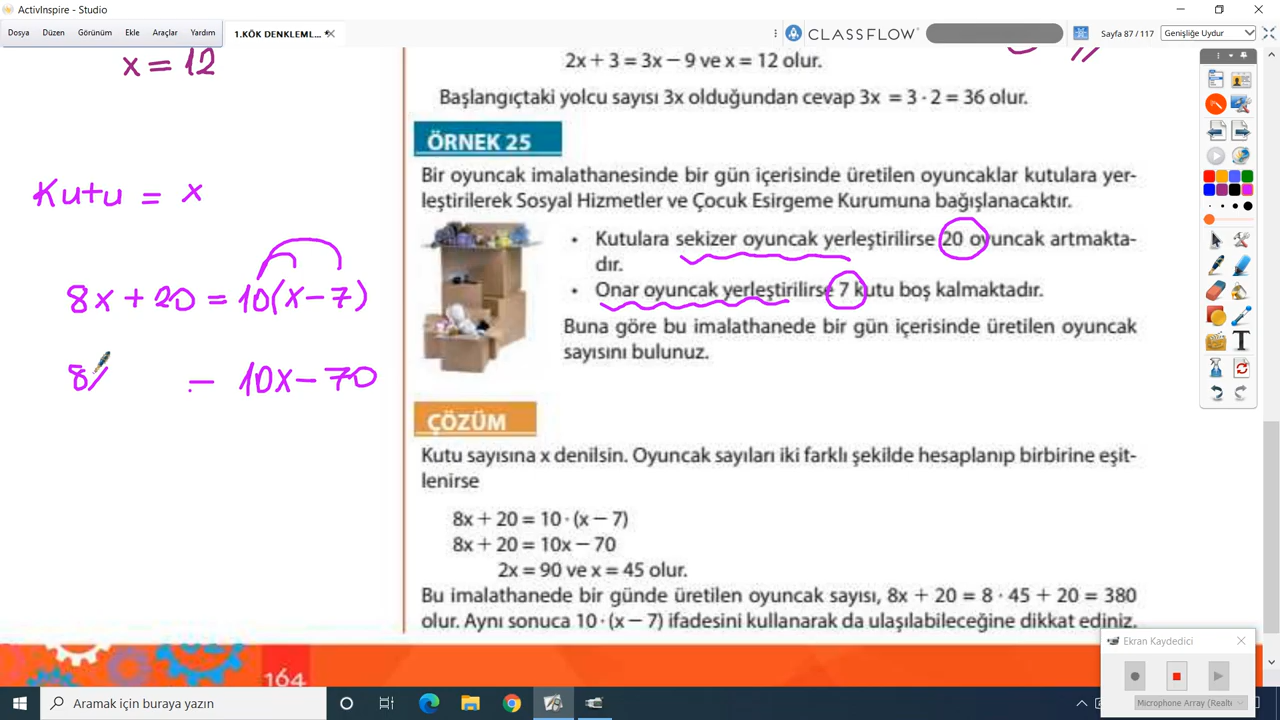 ActivInspire - Studio
Dosya Düzen Görünüm Ekle Araçlar Yardım
1.KÖK DENKLEML...
CLASSFLOW
Sayfa 87 / 117
Genişliğe Uydur
x = 12
2x + 3 = 3x − 9 ve x = 12 olur.
Başlangıçtaki yolcu sayısı 3x olduğundan cevap 3x = 3 · 2 = 36 olur.
ÖRNEK 25
Bir oyuncak imalathanesinde bir gün içerisinde üretilen oyuncaklar kutulara yer-
leştirilerek Sosyal Hizmetler ve Çocuk Esirgeme Kurumuna bağışlanacaktır.
• Kutulara sekizer oyuncak yerleştirilirse 20 oyuncak artmakta-
dır.
• Onar oyuncak yerleştirilirse 7 kutu boş kalmaktadır.
Buna göre bu imalathanede bir gün içerisinde üretilen oyuncak
sayısını bulunuz.
Kutu = x
8x + 20 = 10(x − 7)
8 − 10x − 70
ÇÖZÜM
Kutu sayısına x denilsin. Oyuncak sayıları iki farklı şekilde hesaplanıp birbirine eşit-
lenirse
8x + 20 = 10 · (x − 7)
8x + 20 = 10x − 70
2x = 90 ve x = 45 olur.
Bu imalathanede bir günde üretilen oyuncak sayısı, 8x + 20 = 8 · 45 + 20 = 380
olur. Aynı sonuca 10 · (x − 7) ifadesini kullanarak da ulaşılabileceğine dikkat ediniz.
164
Ekran Kaydedici
Microphone Array (Realt
Aramak için buraya yazın